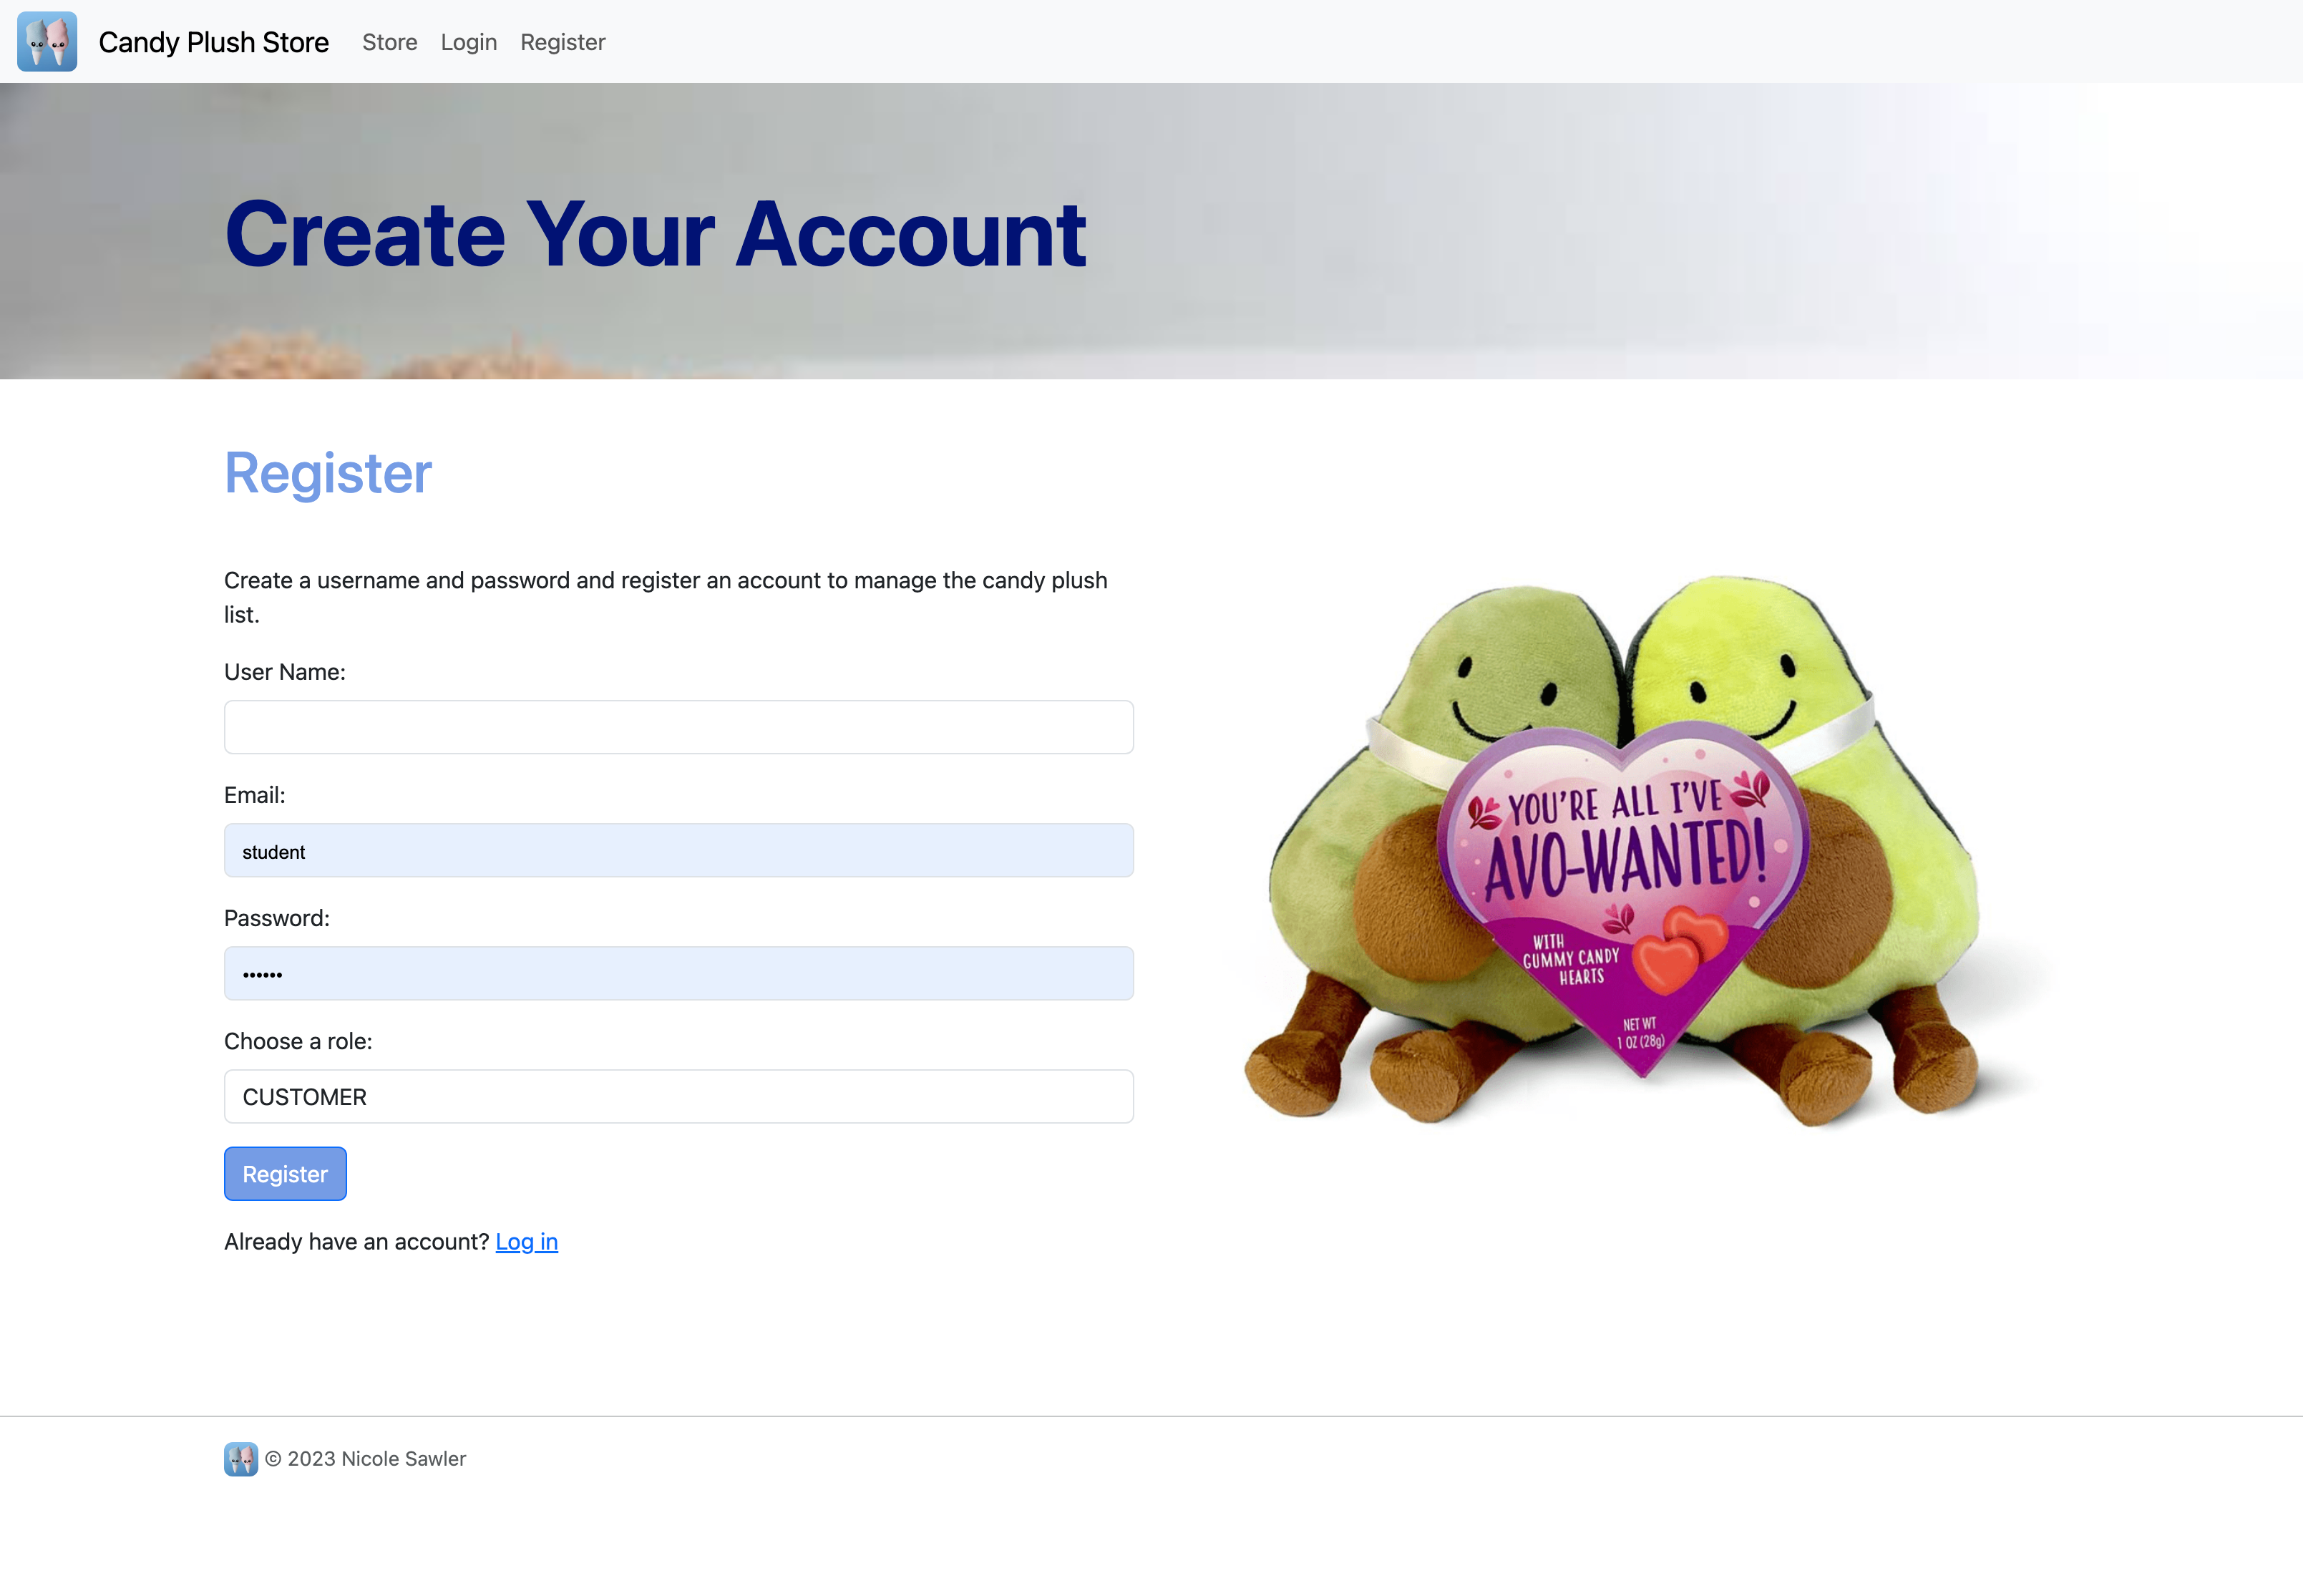 Candy Plush Store Store Login Register
Create Your Account
Register
Create a username and password and register an account to manage the candy plush
list.
User Name:
Email:
student
Password:
••••••
Choose a role:
CUSTOMER
Register
Already have an account? Log in
YOU'RE ALL I'VE
AVO-WANTED!
WITH
GUMMY CANDY
HEARTS
NET WT
1 OZ (28g)
© 2023 Nicole Sawler